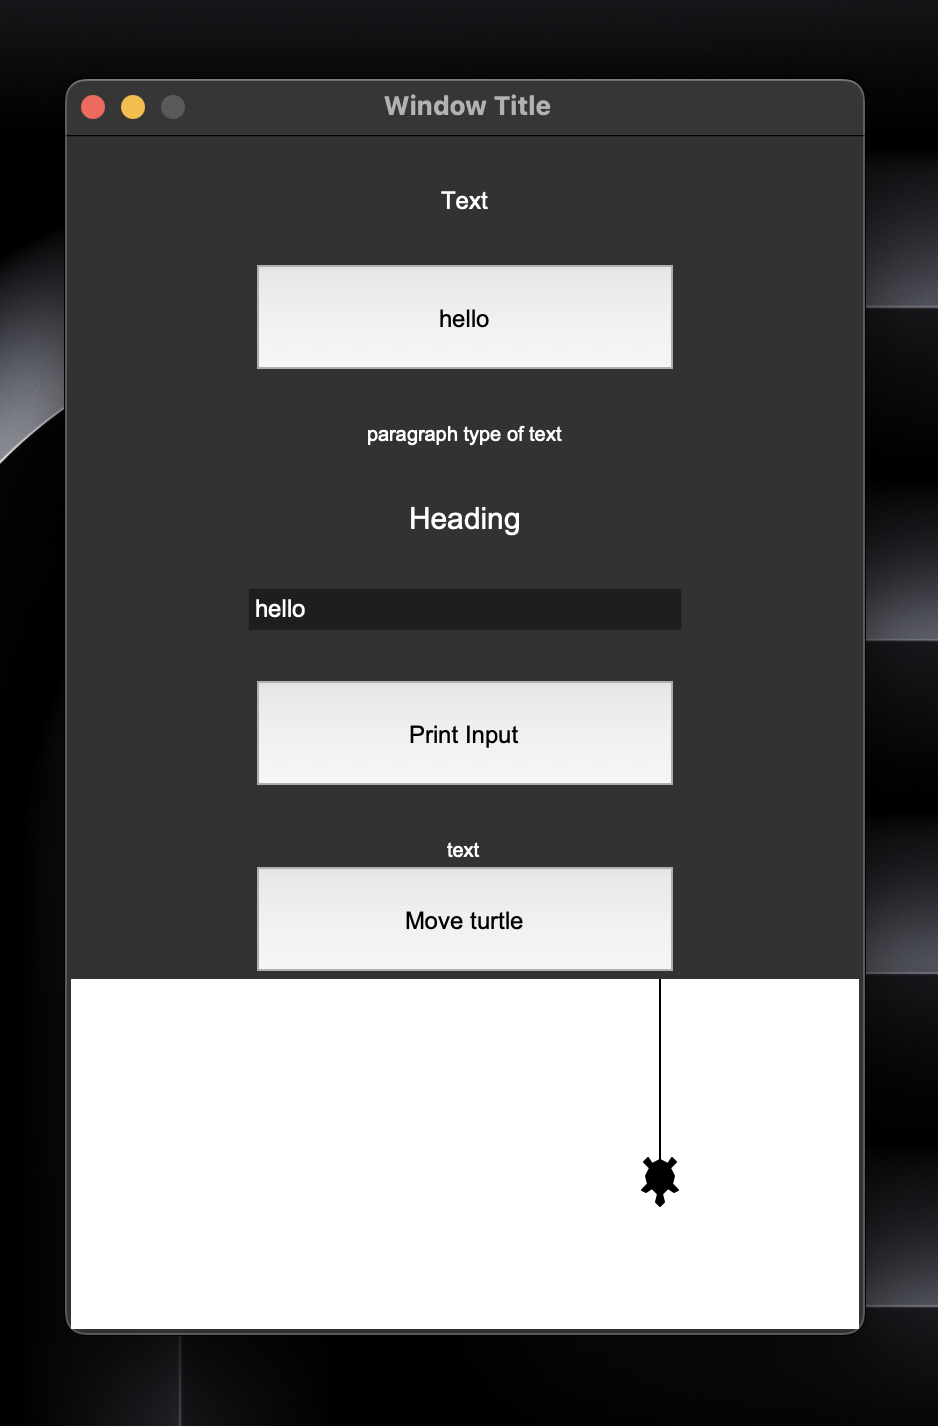 Window Title
Text
hello
paragraph type of text
Heading
hello
Print Input
text
Move turtle